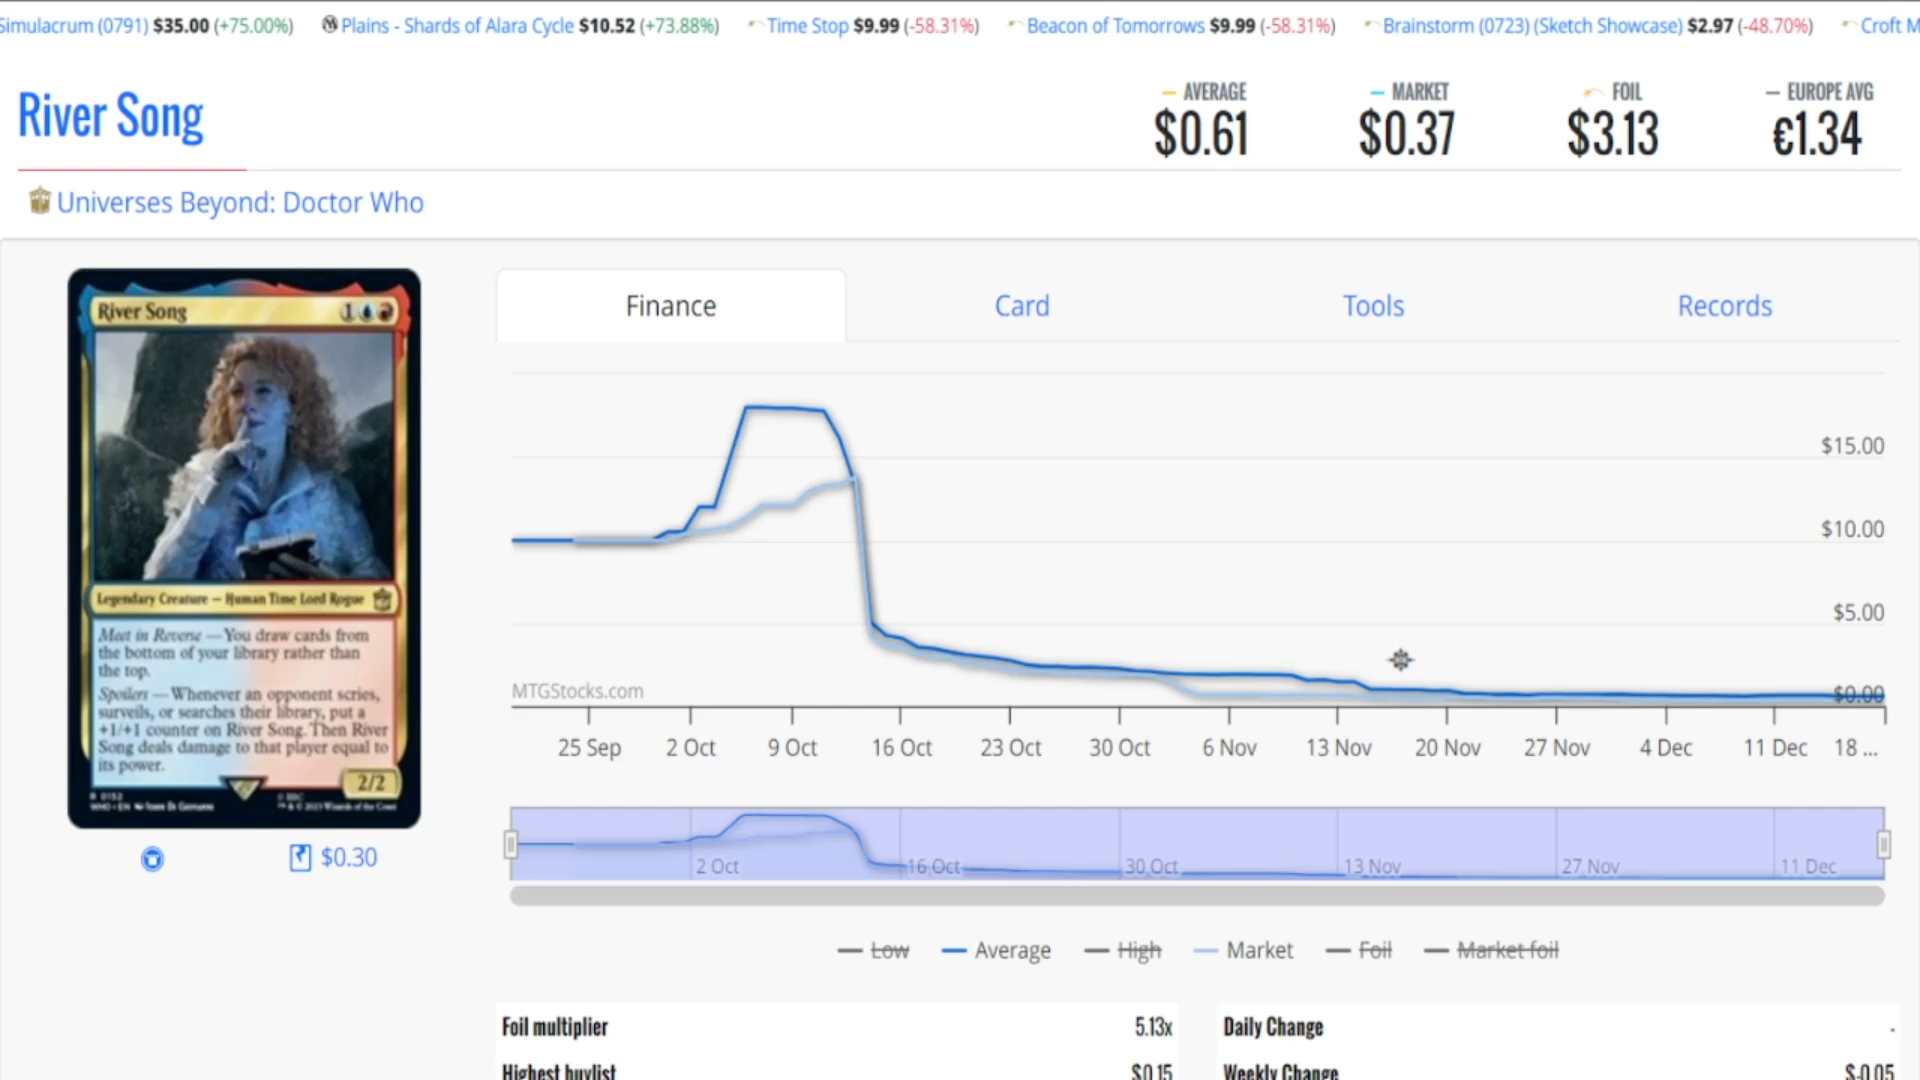 Simulacrum (0791) $35.00 (+75.00%) Plains - Shards of Alara Cycle $10.52 (+73.88%) Time Stop $9.99 (-58.31%) Beacon of Tomorrows $9.99 (-58.31%) Brainstorm (0723) (Sketch Showcase) $2.97 (-48.70%) Croft M
River Song
AVERAGE MARKET FOIL EUROPE AVG
$0.61 $0.37 $3.13 €1.34
Universes Beyond: Doctor Who
River Song 1
Legendary Creature – Human Time Lord Rogue
Meet in Reverse — You draw cards from
the bottom of your library rather than
the top.
Spoilers — Whenever an opponent scries,
surveils, or searches their library, put a
+1/+1 counter on River Song. Then River
Song deals damage to that player equal to
its power.
2/2
R 0152
WHO • EN
$0.30
Finance Card Tools Records
$15.00
$10.00
$5.00
$0.00
MTGStocks.com
25 Sep 2 Oct 9 Oct 16 Oct 23 Oct 30 Oct 6 Nov 13 Nov 20 Nov 27 Nov 4 Dec 11 Dec 18 ...
2 Oct 16 Oct 30 Oct 13 Nov 27 Nov 11 Dec
Low Average High Market Foil Market foil
Foil multiplier 5.13x
Daily Change -
Highest buylist $0.15
Weekly Change $-0.05